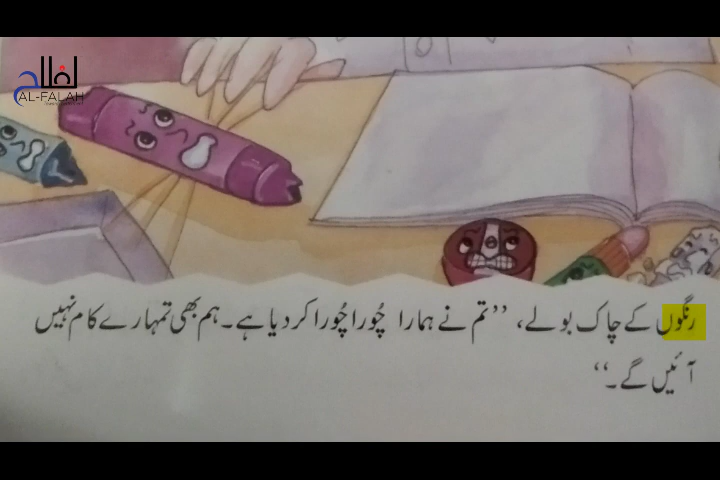 الفلاح
AL-FALAH
رنگوں کے چاک بولے، ’’تم نے ہمارا چُورا چُورا کر دیا ہے۔ ہم بھی تمہارے کام نہیں
آئیں گے۔‘‘